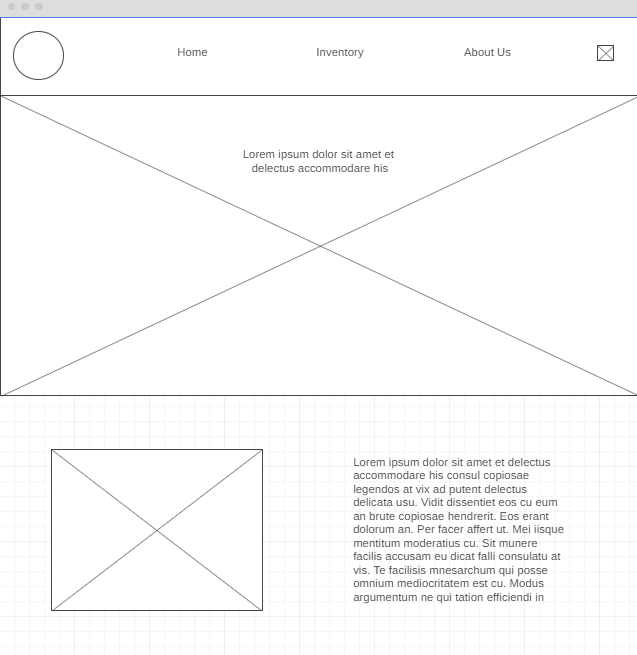 Home Inventory About Us
Lorem ipsum dolor sit amet et
delectus accommodare his
Lorem ipsum dolor sit amet et delectus
accommodare his consul copiosae
legendos at vix ad putent delectus
delicata usu. Vidit dissentiet eos cu eum
an brute copiosae hendrerit. Eos erant
dolorum an. Per facer affert ut. Mei iisque
mentitum moderatius cu. Sit munere
facilis accusam eu dicat falli consulatu at
vis. Te facilisis mnesarchum qui posse
omnium mediocritatem est cu. Modus
argumentum ne qui tation efficiendi in